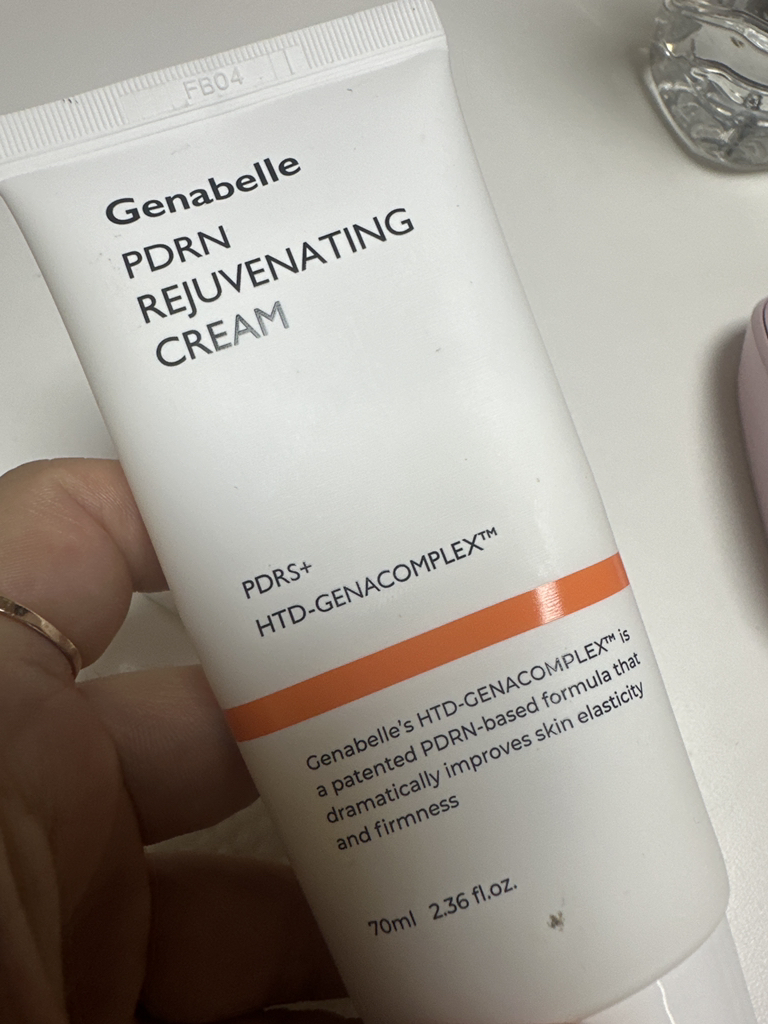 FB04
Genabelle
PDRN
REJUVENATING
CREAM
PDRS+
HTD-GENACOMPLEX™
Genabelle's HTD-GENACOMPLEX™ is
a patented PDRN-based formula that
dramatically improves skin elasticity
and firmness
70ml 2.36 fl.oz.